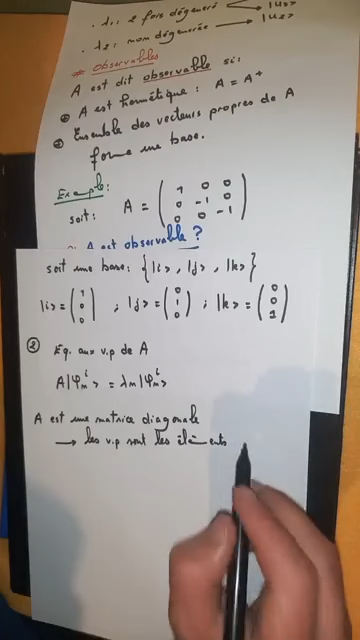 . λ₁: 2 fois dégénéré |u₃>
. λ₂: non dégénérée → |u₂>
* Observables
A est dit observable si:
① A est hermétique : A = A⁺
② Ensemble des vecteurs propres de A
forme une base.
Example:
soit: A = ( 1 0 0
0 -1 0
0 0 -1 )
A est observable ?
soit une base: {|i> , |j> , |k>}
|i> = (1 0 0) ; |j> = (0 1 0) ; |k> = (0 0 1)
② Eq. aux v.p de A
A|φₘⁱ> = λₘ|φₘⁱ>
A est une matrice diagonale
→ les v.p sont les élèments